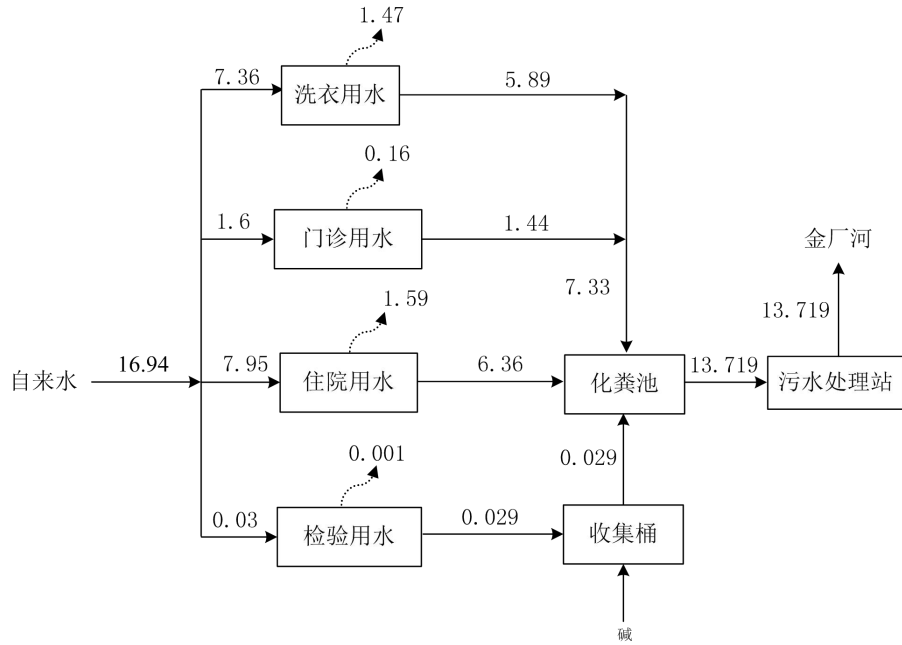 1.47
7.36
洗衣用水
5.89
0.16
1.6
门诊用水
1.44
金厂河
7.33
13.719
1.59
自来水
16.94
7.95
住院用水
6.36
化粪池
13.719
污水处理站
0.001
0.029
0.03
检验用水
0.029
收集桶
碱